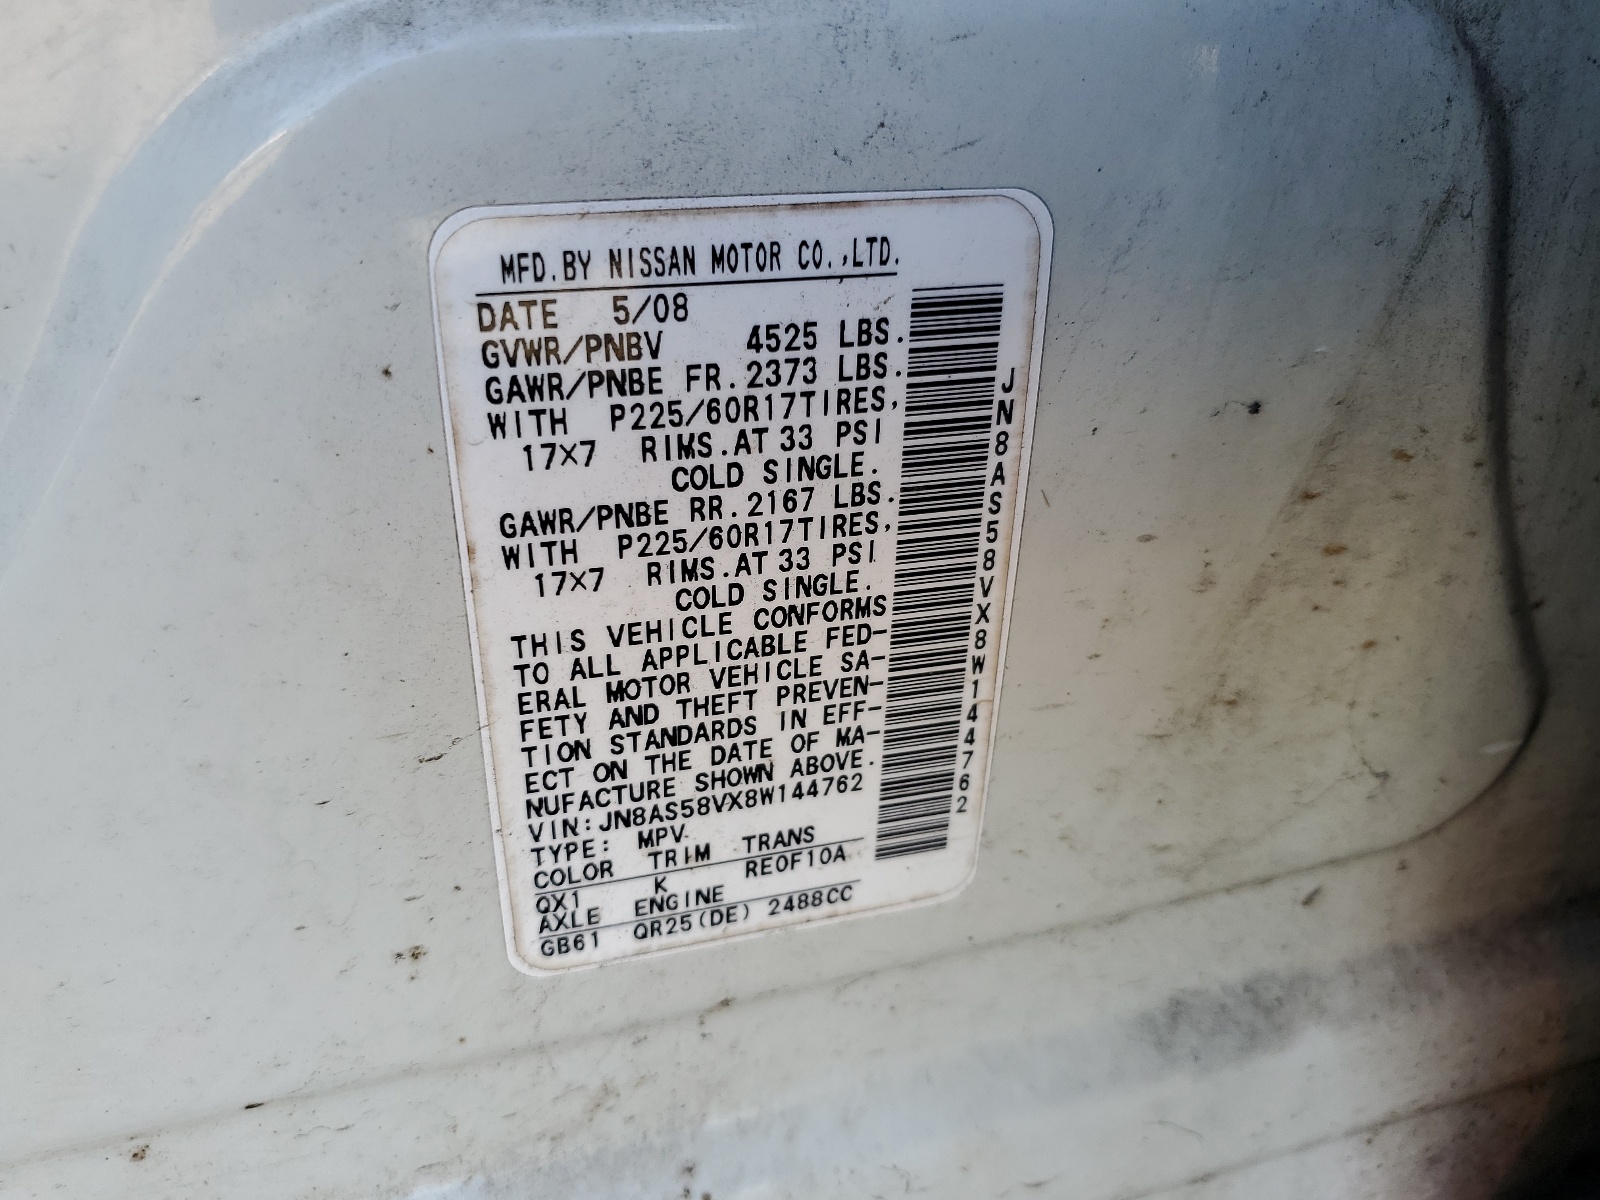 MFD. BY NISSAN MOTOR CO., LTD.
DATE 5/08
GVWR/PNBV 4525 LBS.
GAWR/PNBE FR. 2373 LBS.
WITH P225/60R17TIRES,
17X7 RIMS. AT 33 PSI
COLD SINGLE.
GAWR/PNBE RR. 2167 LBS.
WITH P225/60R17TIRES,
17X7 RIMS. AT 33 PSI
COLD SINGLE.
THIS VEHICLE CONFORMS
TO ALL APPLICABLE FED-
ERAL MOTOR VEHICLE SA-
FETY AND THEFT PREVEN-
TION STANDARDS IN EFF-
ECT ON THE DATE OF MA-
NUFACTURE SHOWN ABOVE.
VIN: JN8AS58VX8W144762
TYPE: MPV
COLOR TRIM TRANS
QX1 K RE0F10A
AXLE ENGINE
GB61 QR25(DE) 2488CC
JN8AS58VX8W144762